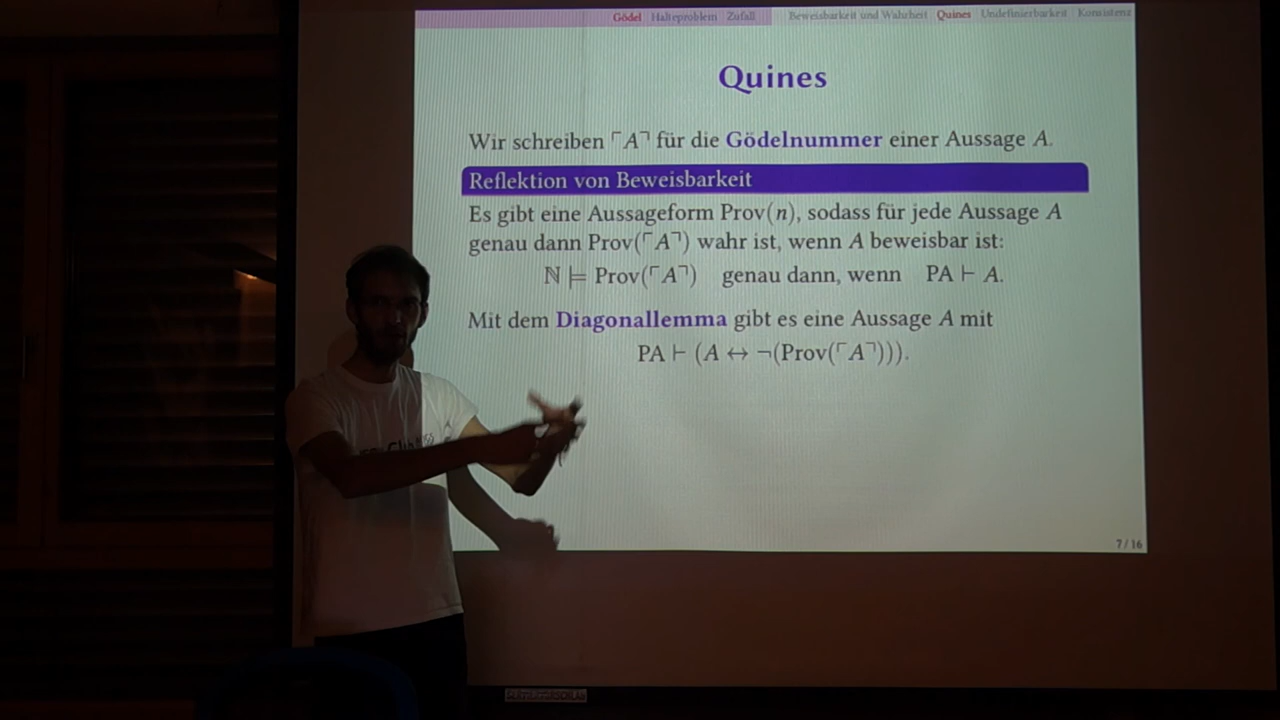 Gödel Halteproblem Zufall Beweisbarkeit und Wahrheit Quines Undefinierbarkeit Konsistenz
Quines
Wir schreiben ⌜A⌝ für die Gödelnummer einer Aussage A.
Reflektion von Beweisbarkeit
Es gibt eine Aussageform Prov(n), sodass für jede Aussage A
genau dann Prov(⌜A⌝) wahr ist, wenn A beweisbar ist:
ℕ ⊨ Prov(⌜A⌝) genau dann, wenn PA ⊢ A.
Mit dem Diagonallemma gibt es eine Aussage A mit
PA ⊢ (A ↔ ¬(Prov(⌜A⌝))).
7 / 16